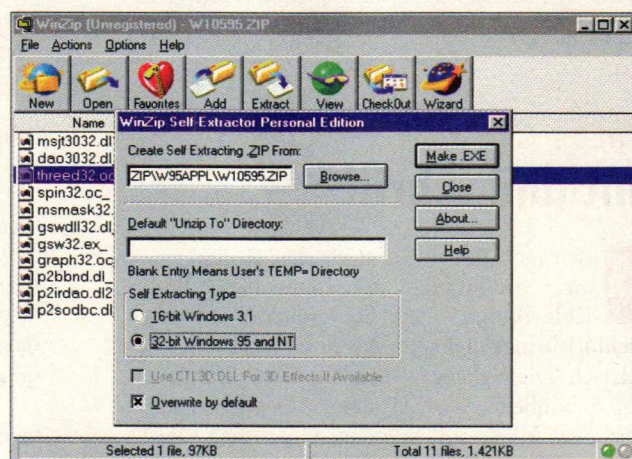 WinZip (Unregistered) - W10595.ZIP
File Actions Options Help
New Open Favorites Add Extract View CheckOut Wizard
Name
WinZip Self-Extractor Personal Edition
msjt3032.dl
dao3032.dl
threed32.oc
spin32.oc_
msmask32.
gswdll32.dl
gsw32.ex_
graph32.oc
p2bbnd.dl_
p2irdao.dl2
p2sodbc.dl
Create Self Extracting .ZIP From:
ZIP\W95APPL\W10595.ZIP
Browse...
Make .EXE
Close
About...
Help
Default "Unzip To" Directory:
Blank Entry Means User's TEMP= Directory
Self Extracting Type
16-bit Windows 3.1
32-bit Windows 95 and NT
Use CTL3D.DLL For 3D Effects If Available
Overwrite by default
Selected 1 file, 97KB
Total 11 files, 1.421KB